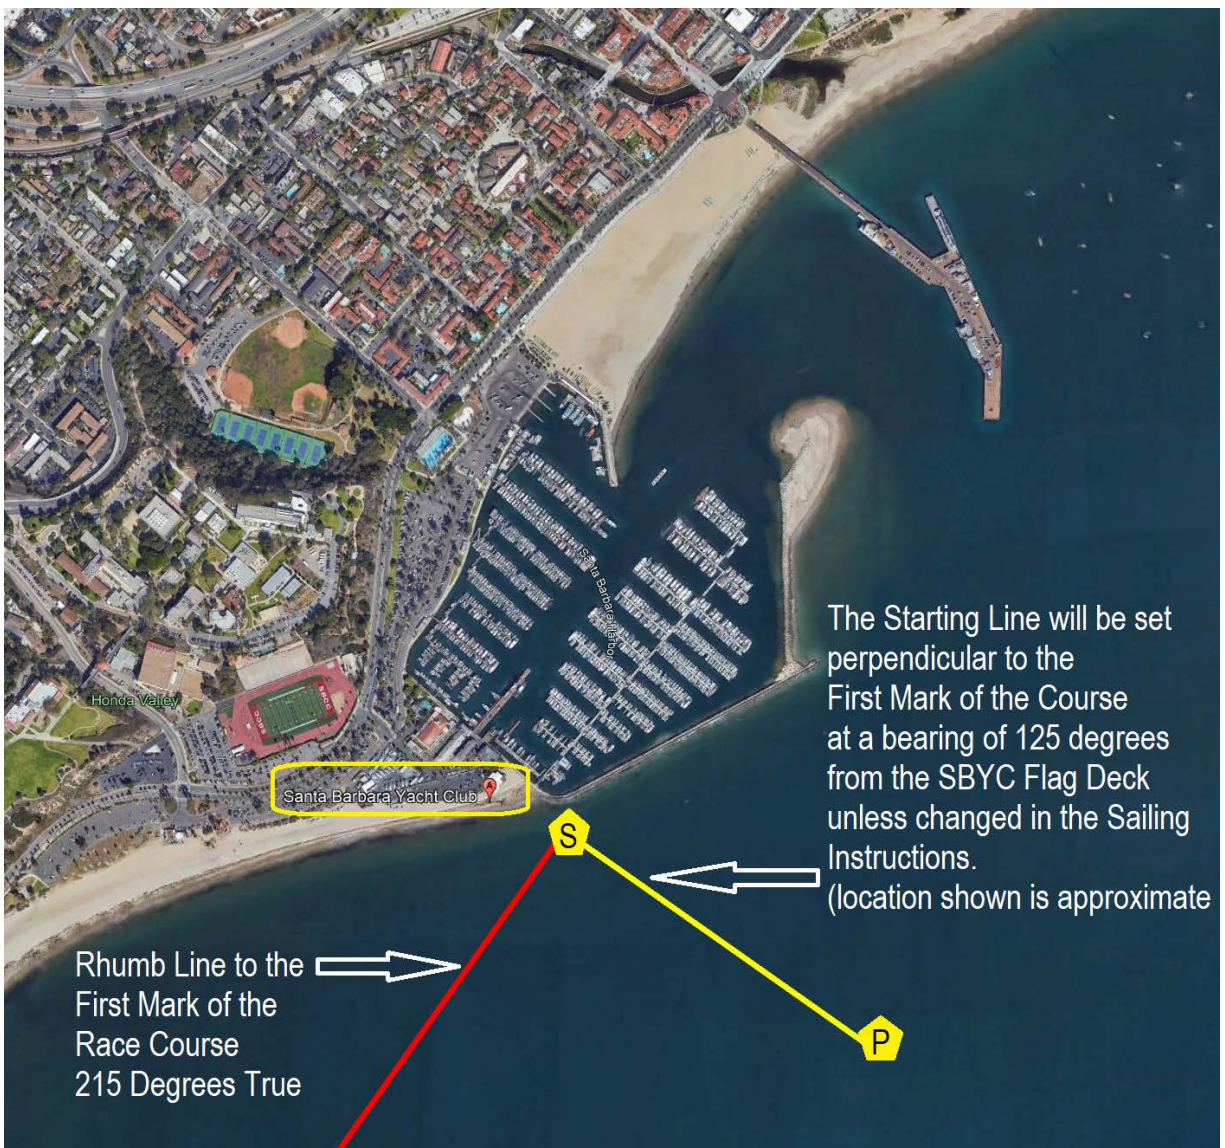 Santa Barbara Harbor
The Starting Line will be set
perpendicular to the
First Mark of the Course
at a bearing of 125 degrees
from the SBYC Flag Deck
unless changed in the Sailing
Instructions.
(location shown is approximate
Honda Valley
SBCC
Santa Barbara Yacht Club
A
S
Rhumb Line to the
First Mark of the
Race Course
215 Degrees True
P